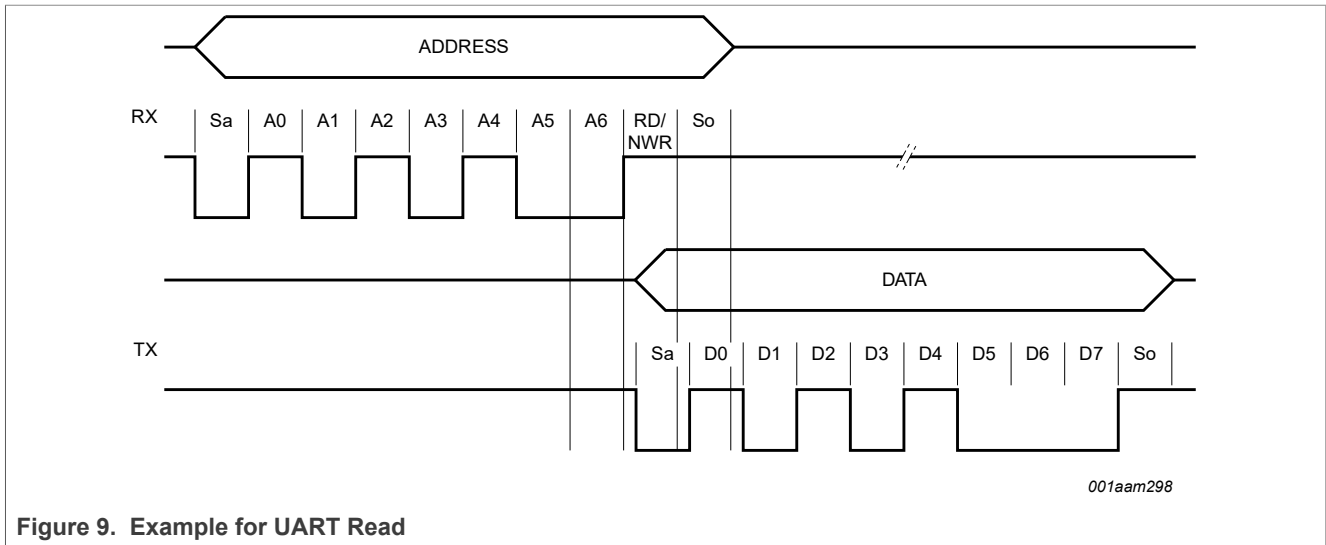 ADDRESS
RX Sa A0 A1 A2 A3 A4 A5 A6 RD/ So
NWR
DATA
TX Sa D0 D1 D2 D3 D4 D5 D6 D7 So
001aam298
Figure 9. Example for UART Read